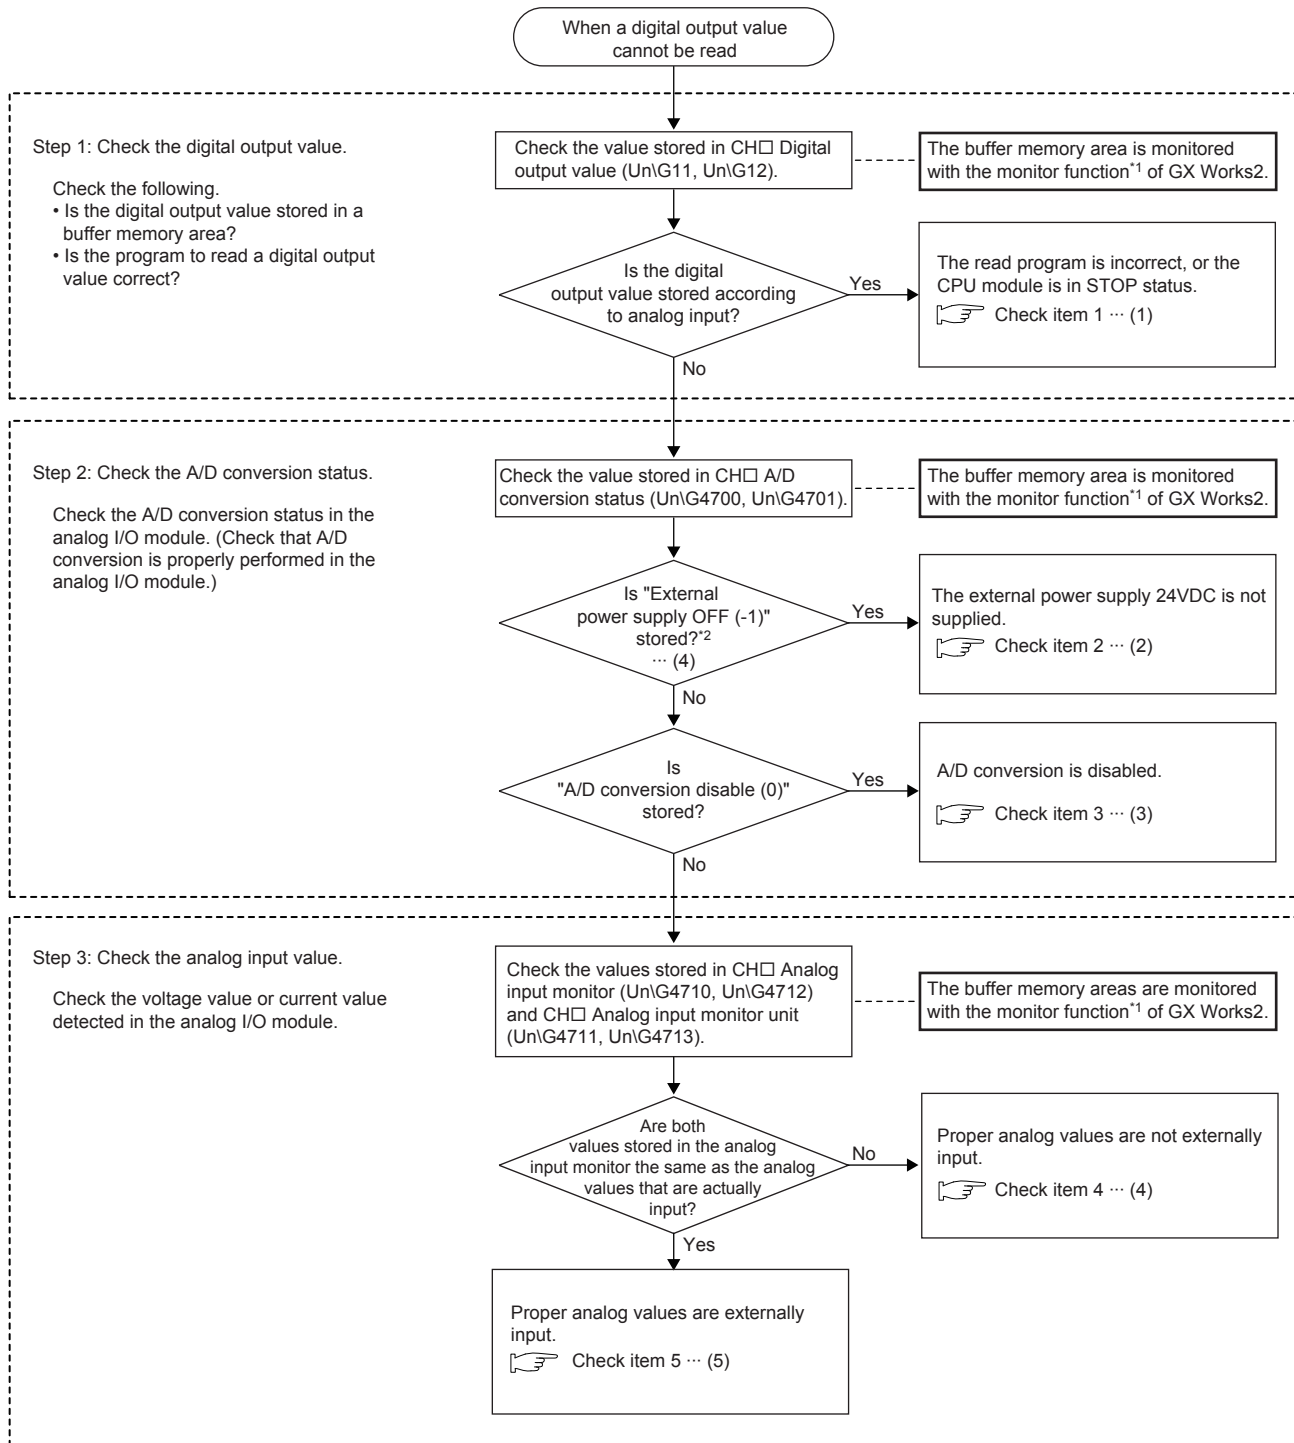 When a digital output value
cannot be read
Step 1: Check the digital output value.
Check the following.
• Is the digital output value stored in a
buffer memory area?
• Is the program to read a digital output
value correct?
Check the value stored in CH□ Digital
output value (Un\G11, Un\G12).
The buffer memory area is monitored
with the monitor function*1 of GX Works2.
Is the digital
output value stored according
to analog input?
Yes
The read program is incorrect, or the
CPU module is in STOP status.
Check item 1 ··· (1)
No
Step 2: Check the A/D conversion status.
Check the A/D conversion status in the
analog I/O module. (Check that A/D
conversion is properly performed in the
analog I/O module.)
Check the value stored in CH□ A/D
conversion status (Un\G4700, Un\G4701).
The buffer memory area is monitored
with the monitor function*1 of GX Works2.
Is "External
power supply OFF (-1)"
stored?*2
··· (4)
Yes
The external power supply 24VDC is not
supplied.
Check item 2 ··· (2)
No
Is
"A/D conversion disable (0)"
stored?
Yes
A/D conversion is disabled.
Check item 3 ··· (3)
No
Step 3: Check the analog input value.
Check the voltage value or current value
detected in the analog I/O module.
Check the values stored in CH□ Analog
input monitor (Un\G4710, Un\G4712)
and CH□ Analog input monitor unit
(Un\G4711, Un\G4713).
The buffer memory areas are monitored
with the monitor function*1 of GX Works2.
Are both
values stored in the analog
input monitor the same as the analog
values that are actually
input?
No
Proper analog values are not externally
input.
Check item 4 ··· (4)
Yes
Proper analog values are externally
input.
Check item 5 ··· (5)